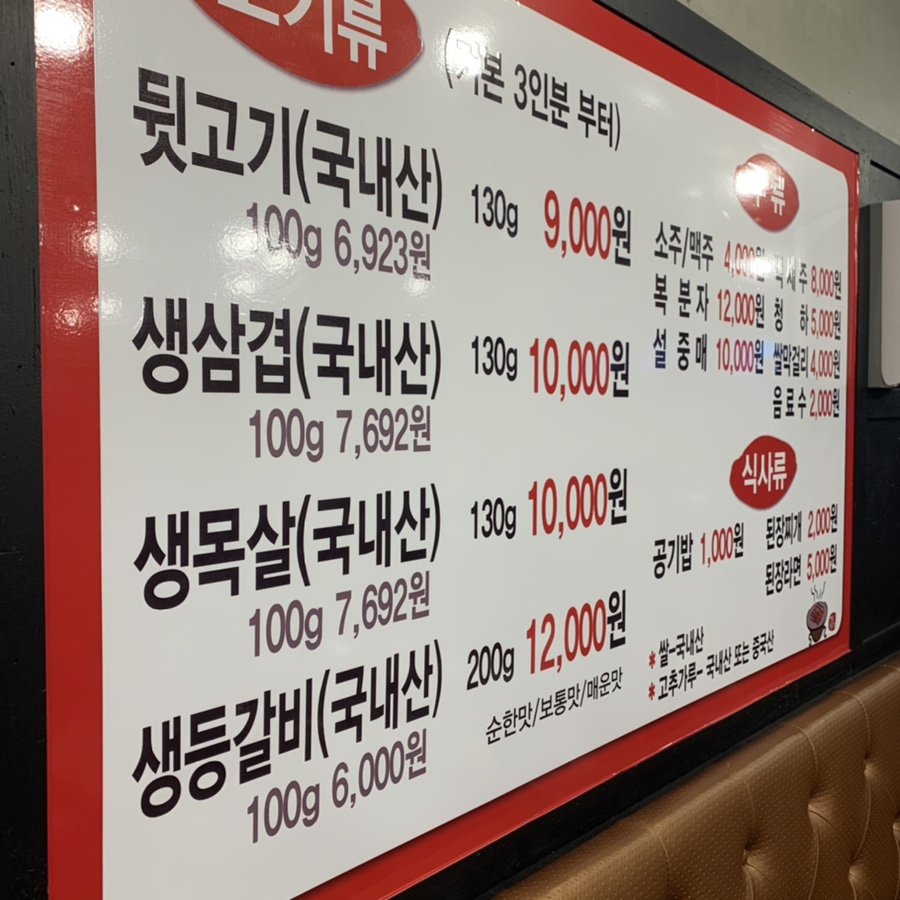 고기류
(기본 3인분 부터)
뒷고기(국내산) 130g 9,000원
100g 6,923원
생삼겹(국내산) 130g 10,000원
100g 7,692원
생목살(국내산) 130g 10,000원
100g 7,692원
생등갈비(국내산) 200g 12,000원
100g 6,000원
순한맛/보통맛/매운맛
주류
소주/맥주 4,000원 8,000원
복분자 12,000원 청하 5,000원
설중매 10,000원 쌀막걸리 4,000원
음료수 2,000원
식사류
공기밥 1,000원 된장찌개 2,000원
된장라면 5,000원
* 쌀-국내산
* 고추가루- 국내산 또는 중국산